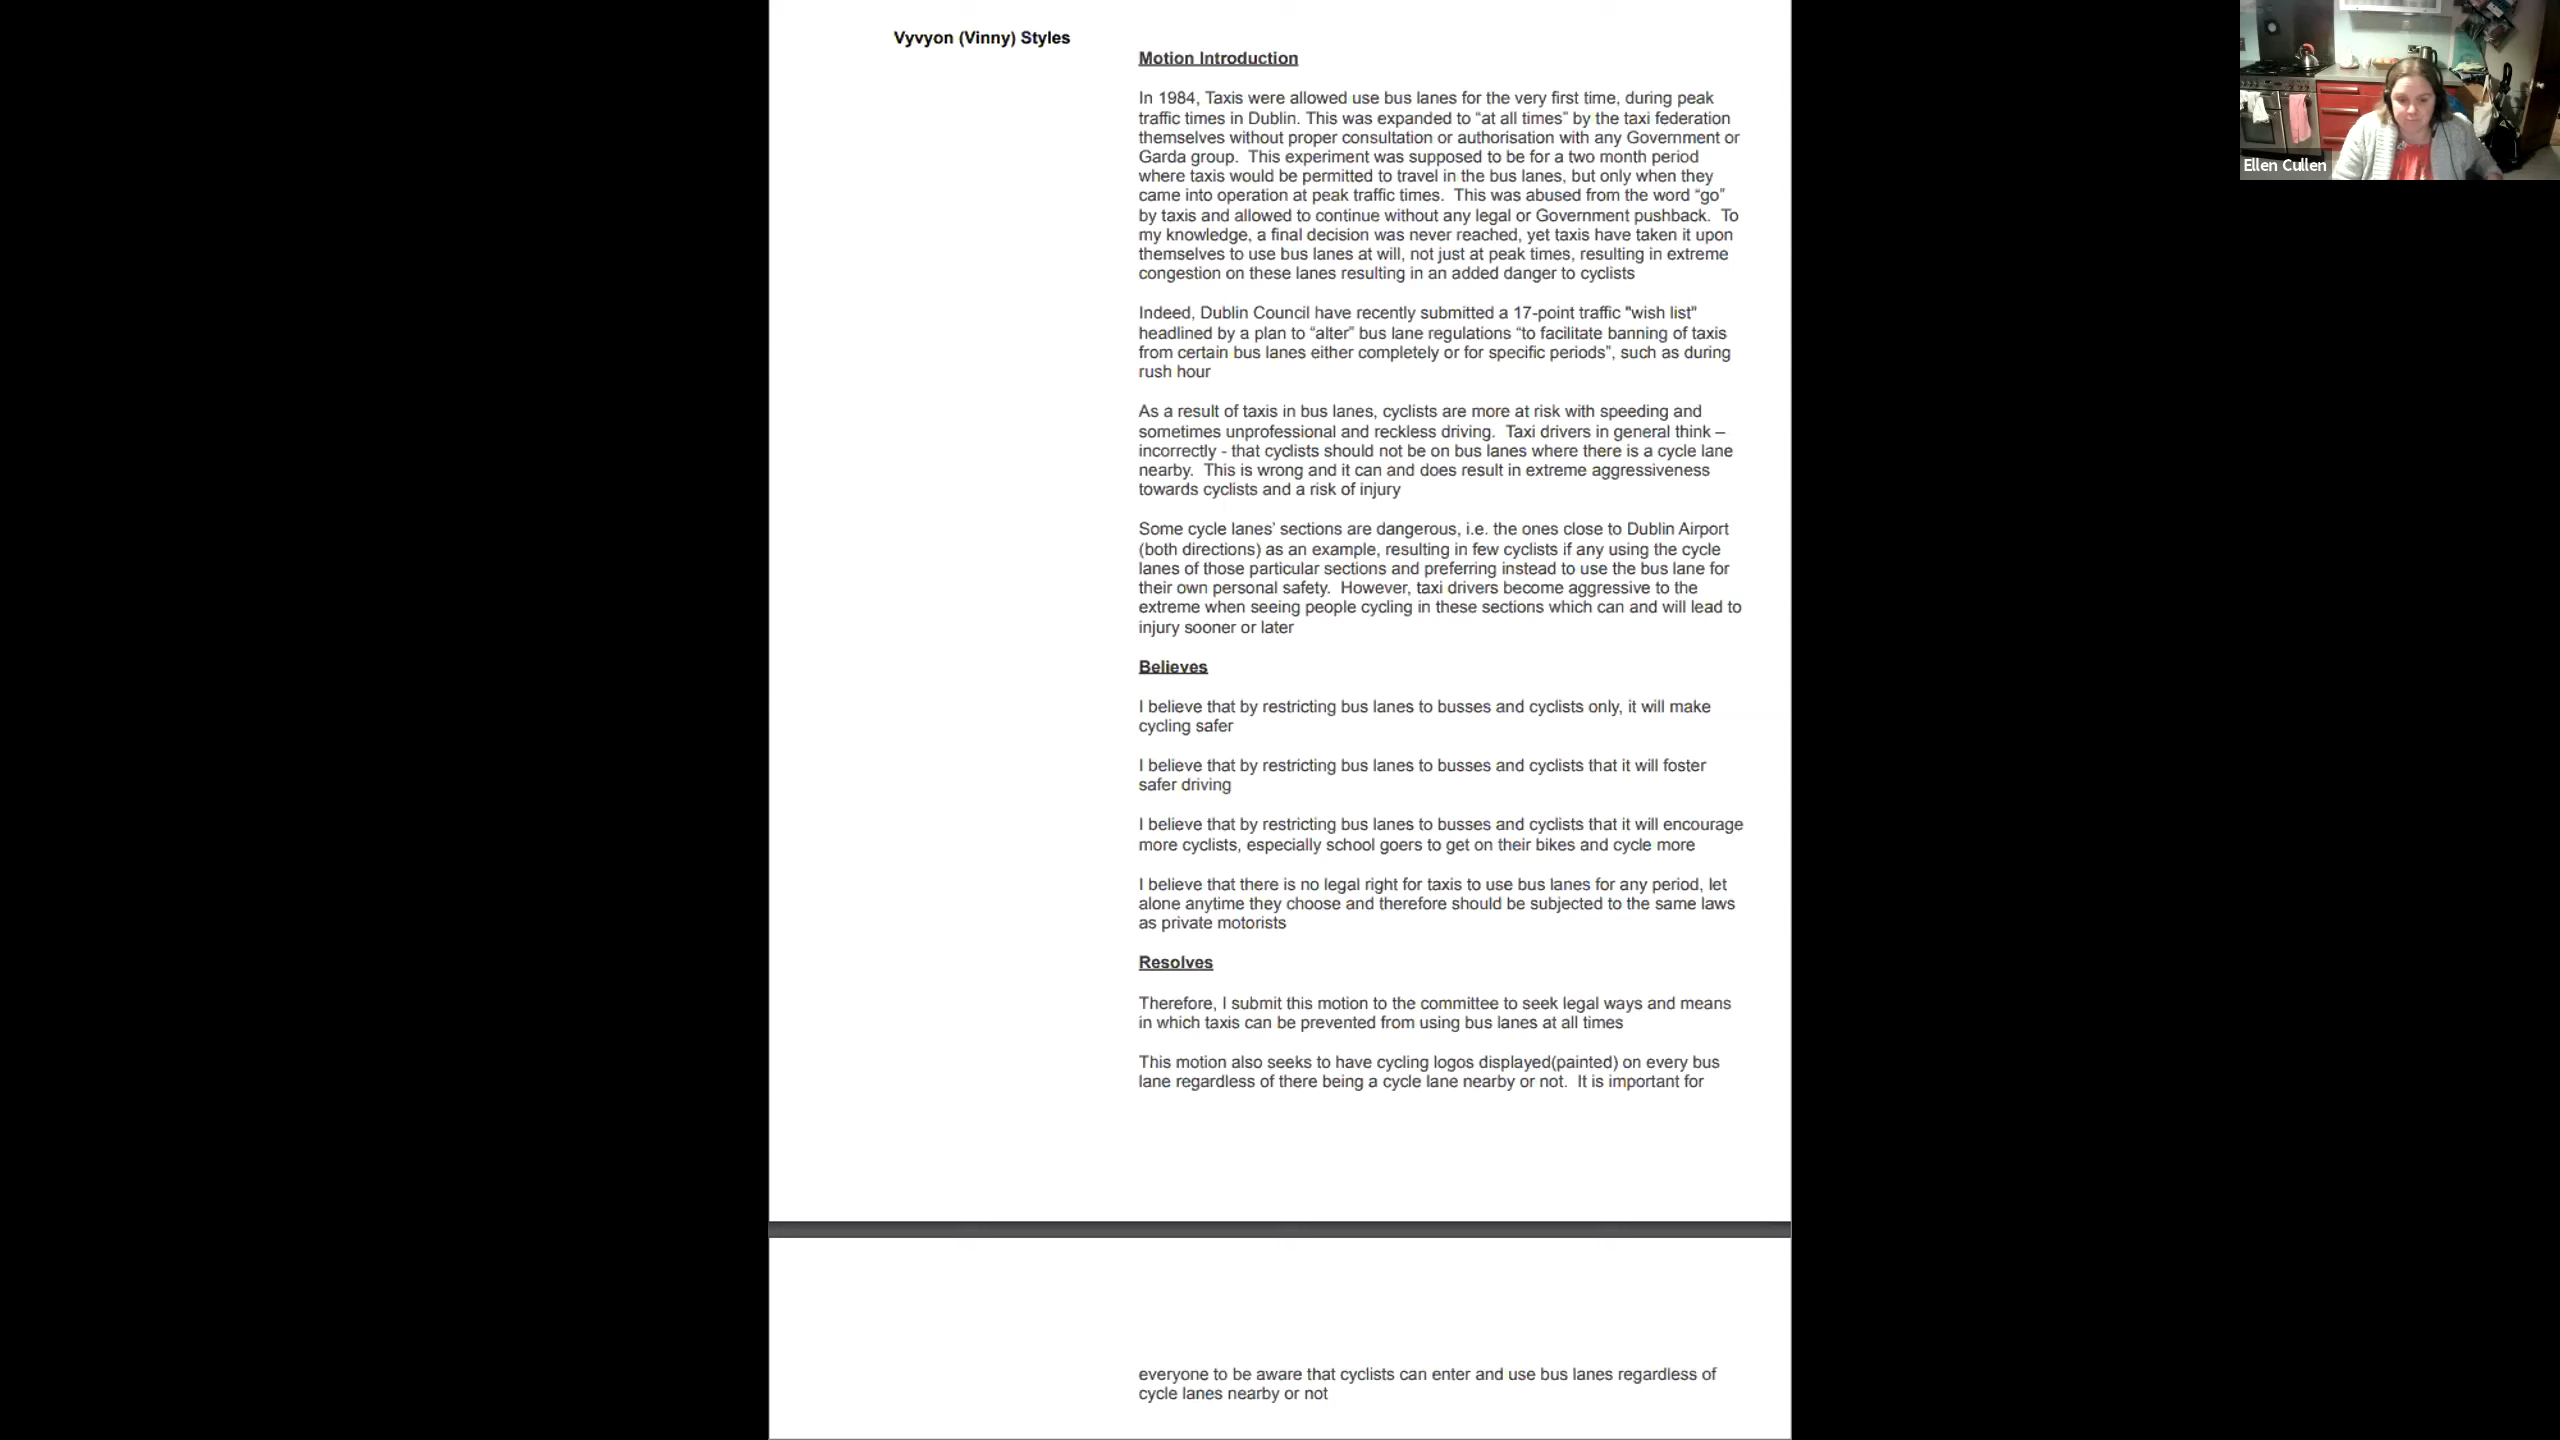 Vyvyon (Vinny) Styles
Motion Introduction
In 1984, Taxis were allowed use bus lanes for the very first time, during peak
traffic times in Dublin. This was expanded to “at all times” by the taxi federation
themselves without proper consultation or authorisation with any Government or
Garda group.  This experiment was supposed to be for a two month period
where taxis would be permitted to travel in the bus lanes, but only when they
came into operation at peak traffic times.  This was abused from the word “go”
by taxis and allowed to continue without any legal or Government pushback.  To
my knowledge, a final decision was never reached, yet taxis have taken it upon
themselves to use bus lanes at will, not just at peak times, resulting in extreme
congestion on these lanes resulting in an added danger to cyclists
Indeed, Dublin Council have recently submitted a 17-point traffic "wish list"
headlined by a plan to “alter” bus lane regulations “to facilitate banning of taxis
from certain bus lanes either completely or for specific periods”, such as during
rush hour
As a result of taxis in bus lanes, cyclists are more at risk with speeding and
sometimes unprofessional and reckless driving.  Taxi drivers in general think –
incorrectly - that cyclists should not be on bus lanes where there is a cycle lane
nearby.  This is wrong and it can and does result in extreme aggressiveness
towards cyclists and a risk of injury
Some cycle lanes’ sections are dangerous, i.e. the ones close to Dublin Airport
(both directions) as an example, resulting in few cyclists if any using the cycle
lanes of those particular sections and preferring instead to use the bus lane for
their own personal safety.  However, taxi drivers become aggressive to the
extreme when seeing people cycling in these sections which can and will lead to
injury sooner or later
Believes
I believe that by restricting bus lanes to busses and cyclists only, it will make
cycling safer
I believe that by restricting bus lanes to busses and cyclists that it will foster
safer driving
I believe that by restricting bus lanes to busses and cyclists that it will encourage
more cyclists, especially school goers to get on their bikes and cycle more
I believe that there is no legal right for taxis to use bus lanes for any period, let
alone anytime they choose and therefore should be subjected to the same laws
as private motorists
Resolves
Therefore, I submit this motion to the committee to seek legal ways and means
in which taxis can be prevented from using bus lanes at all times
This motion also seeks to have cycling logos displayed(painted) on every bus
lane regardless of there being a cycle lane nearby or not.  It is important for
everyone to be aware that cyclists can enter and use bus lanes regardless of
cycle lanes nearby or not
Ellen Cullen